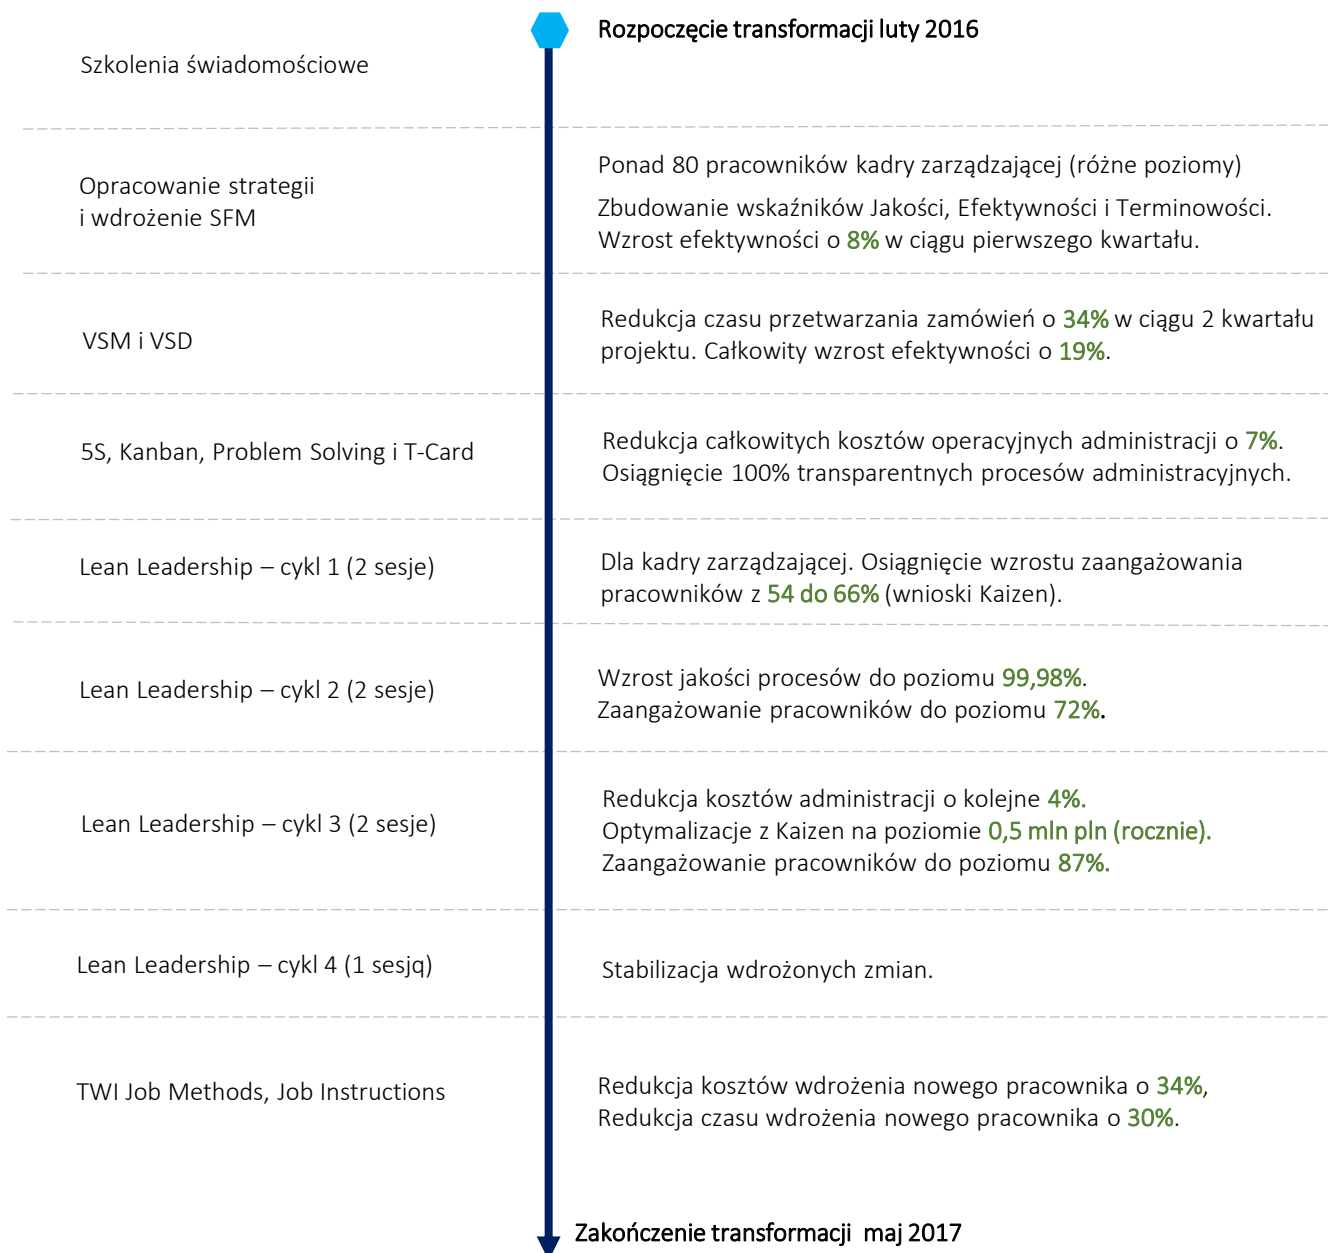 Rozpoczęcie transformacji luty 2016
Szkolenia świadomościowe
Opracowanie strategii
i wdrożenie SFM
Ponad 80 pracowników kadry zarządzającej (różne poziomy)
Zbudowanie wskaźników Jakości, Efektywności i Terminowości.
Wzrost efektywności o 8% w ciągu pierwszego kwartału.
VSM i VSD
Redukcja czasu przetwarzania zamówień o 34% w ciągu 2 kwartału
projektu. Całkowity wzrost efektywności o 19%.
5S, Kanban, Problem Solving i T-Card
Redukcja całkowitych kosztów operacyjnych administracji o 7%.
Osiągnięcie 100% transparentnych procesów administracyjnych.
Lean Leadership – cykl 1 (2 sesje)
Dla kadry zarządzającej. Osiągnięcie wzrostu zaangażowania
pracowników z 54 do 66% (wnioski Kaizen).
Lean Leadership – cykl 2 (2 sesje)
Wzrost jakości procesów do poziomu 99,98%.
Zaangażowanie pracowników do poziomu 72%.
Lean Leadership – cykl 3 (2 sesje)
Redukcja kosztów administracji o kolejne 4%.
Optymalizacje z Kaizen na poziomie 0,5 mln pln (rocznie).
Zaangażowanie pracowników do poziomu 87%.
Lean Leadership – cykl 4 (1 sesjq)
Stabilizacja wdrożonych zmian.
TWI Job Methods, Job Instructions
Redukcja kosztów wdrożenia nowego pracownika o 34%,
Redukcja czasu wdrożenia nowego pracownika o 30%.
Zakończenie transformacji maj 2017